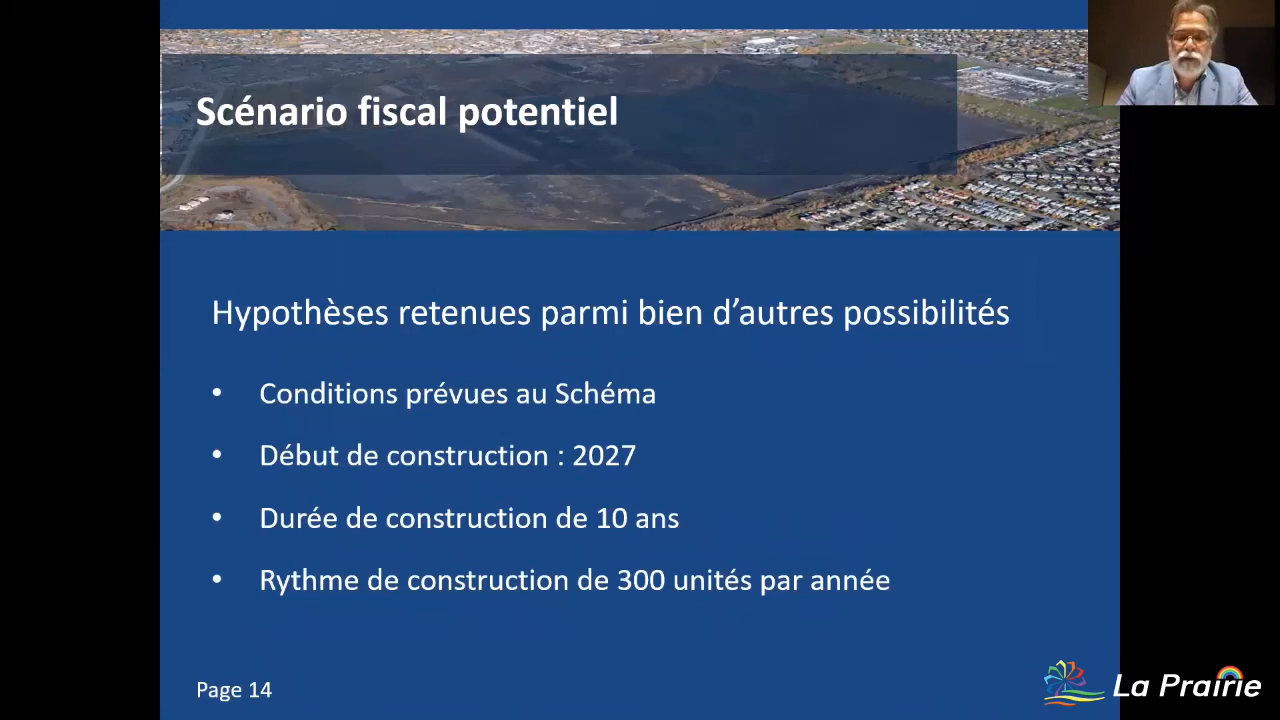 Scénario fiscal potentiel
Hypothèses retenues parmi bien d’autres possibilités
• Conditions prévues au Schéma
• Début de construction : 2027
• Durée de construction de 10 ans
• Rythme de construction de 300 unités par année
Page 14
La Prairie